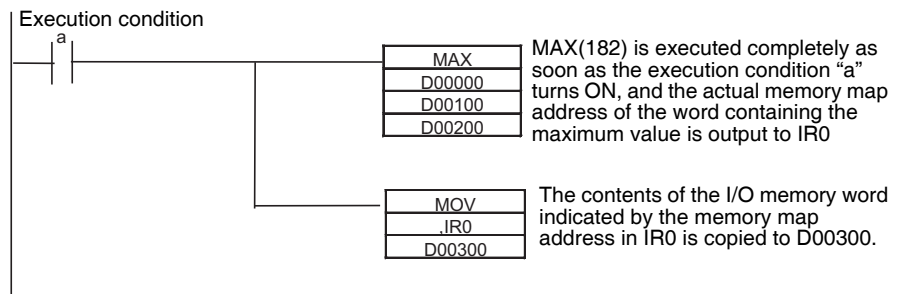 Execution condition
a
MAX
D00000
D00100
D00200
MAX(182) is executed completely as
soon as the execution condition “a”
turns ON, and the actual memory map
address of the word containing the
maximum value is output to IR0
MOV
,IR0
D00300
The contents of the I/O memory word
indicated by the memory map
address in IR0 is copied to D00300.